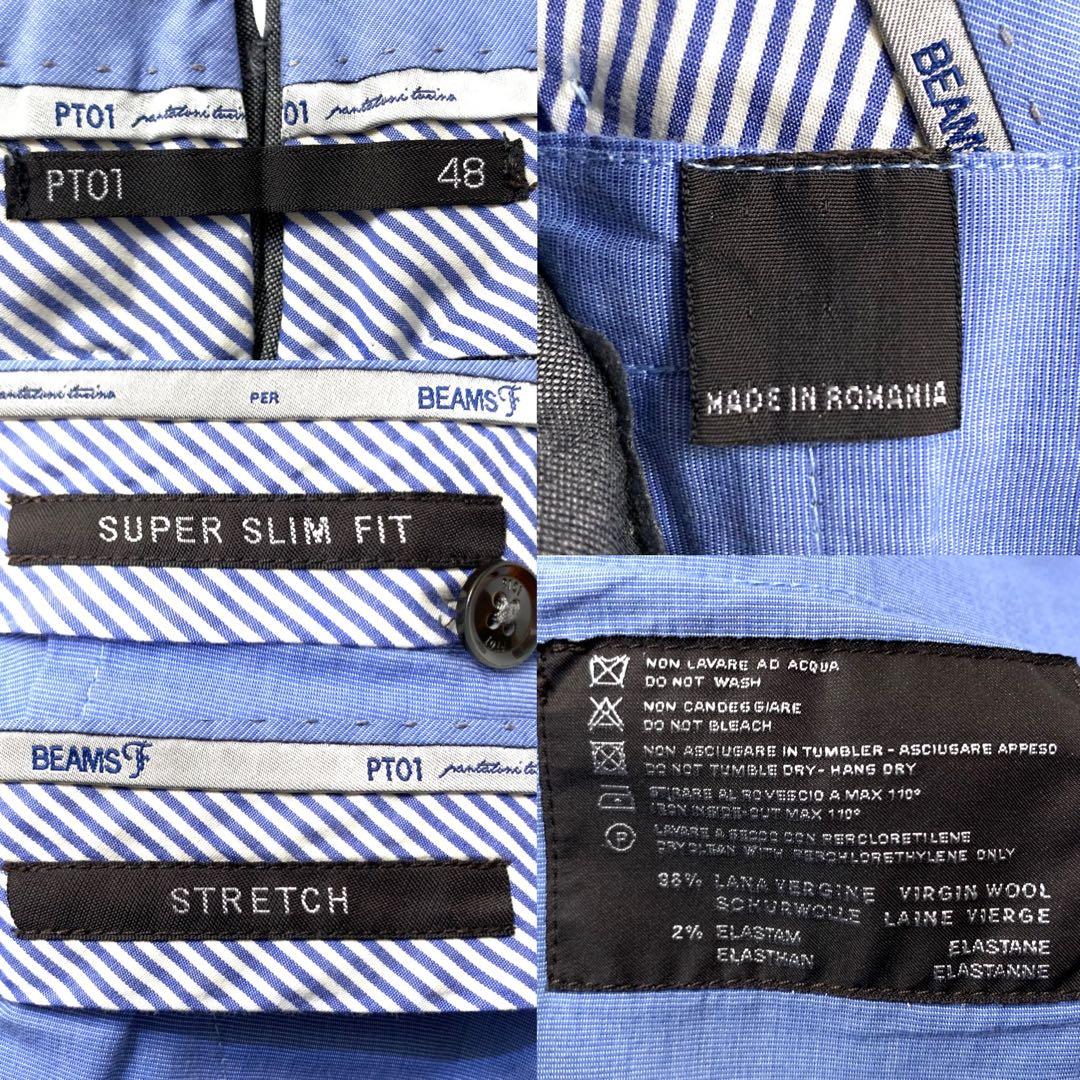 PT01 pantaloni torino
01 pantaloni torino
PT01 48
pantaloni torino PER BEAMSF
SUPER SLIM FIT
BEAMSF PT01 pantaloni torino
STRETCH
BEAMS
MADE IN ROMANIA
NON LAVARE AD ACQUA
DO NOT WASH
NON CANDEGGIARE
DO NOT BLEACH
NON ASCIUGARE IN TUMBLER - ASCIUGARE APPESO
DO NOT TUMBLE DRY- HANG DRY
STIRARE AL ROVESCIO A MAX 110°
IRON INSIDE-OUT MAX 110°
P
LAVARE A SECCO CON PERCLORETILENE
DRYCLEAN WITH PERCHLORETHYLENE ONLY
98% LANA VERGINE VIRGIN WOOL
SCHURWOLLE LAINE VIERGE
2% ELASTAM ELASTANE
ELASTHAN ELASTANNE